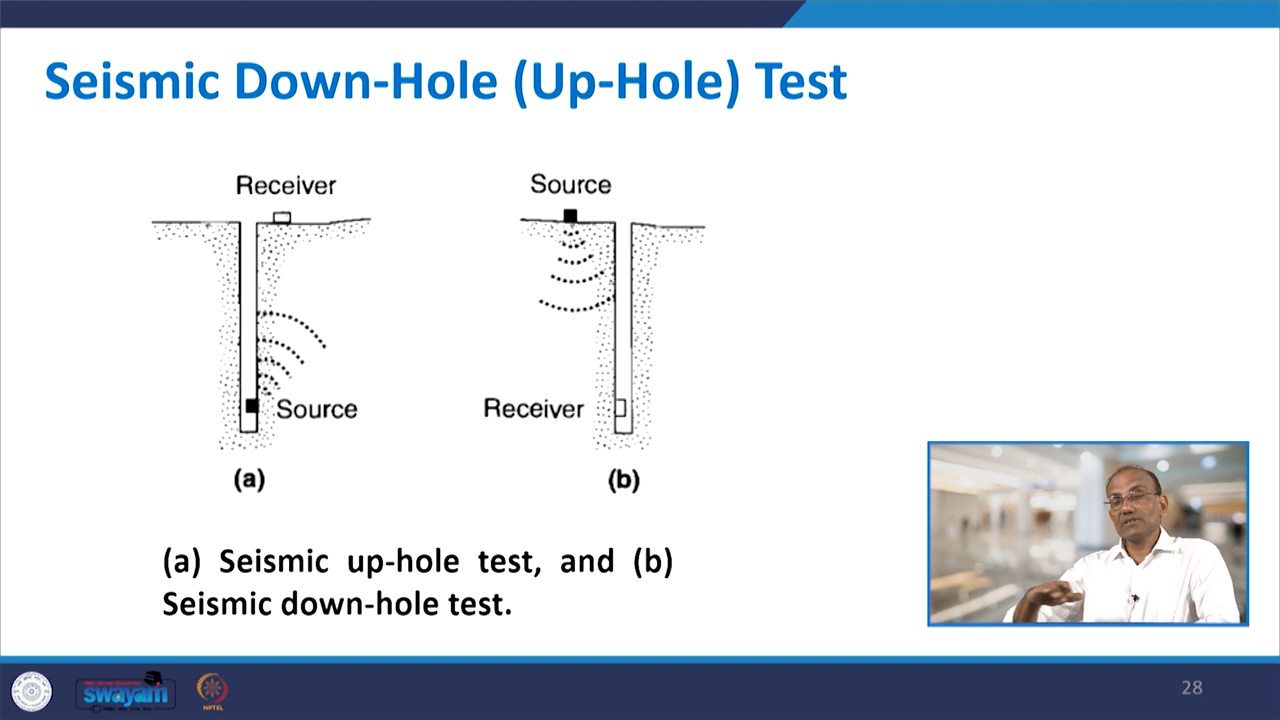 Seismic Down-Hole (Up-Hole) Test
Receiver
Source
Source
Receiver
(a)
(b)
(a) Seismic up-hole test, and (b)
Seismic down-hole test.
swayam
NPTEL
28